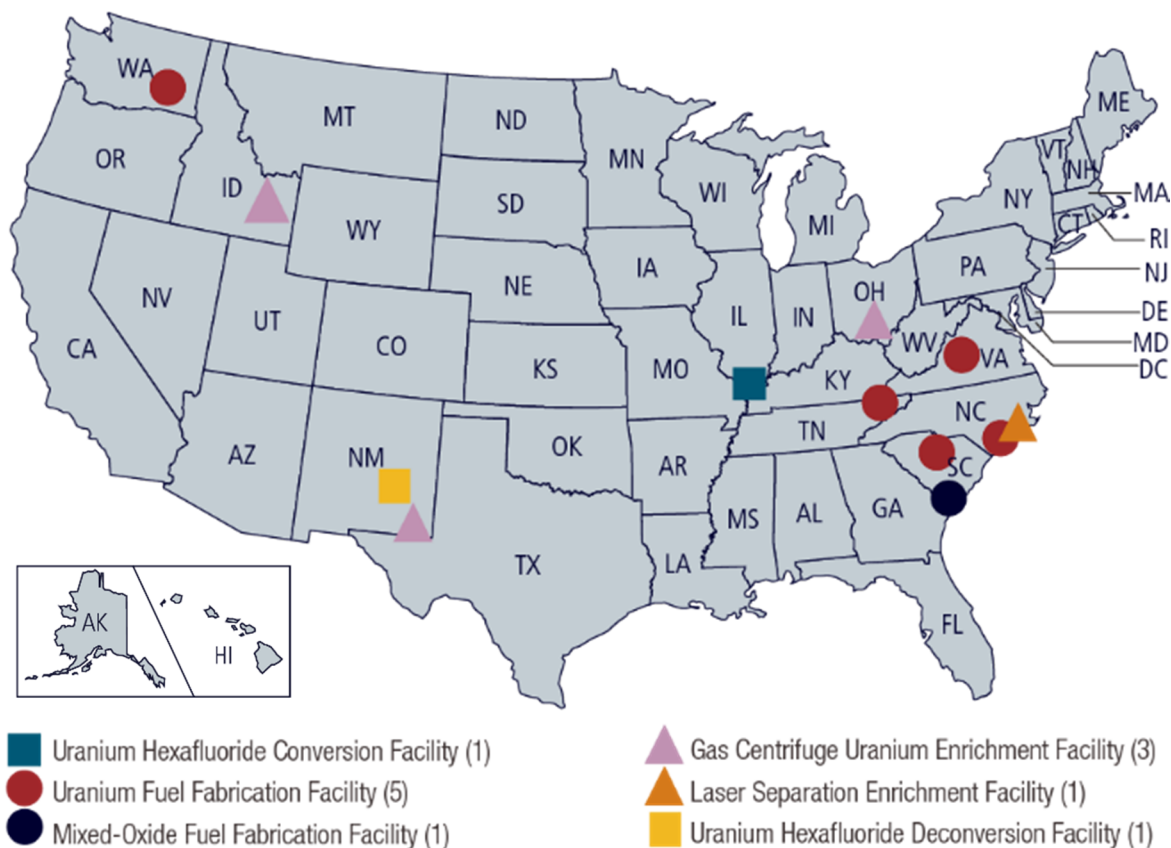 WA
MT
ND
MN
ME
VT
NH
OR
ID
SD
WI
NY
MA
WY
MI
CT
RI
IA
PA
NJ
NE
NV
UT
IL
IN
OH
DE
CA
CO
WV
MD
KS
MO
KY
VA
DC
NC
AZ
NM
OK
TN
AR
SC
MS
AL
GA
TX
LA
FL
AK
HI
Uranium Hexafluoride Conversion Facility (1)
Uranium Fuel Fabrication Facility (5)
Mixed-Oxide Fuel Fabrication Facility (1)
Gas Centrifuge Uranium Enrichment Facility (3)
Laser Separation Enrichment Facility (1)
Uranium Hexafluoride Deconversion Facility (1)